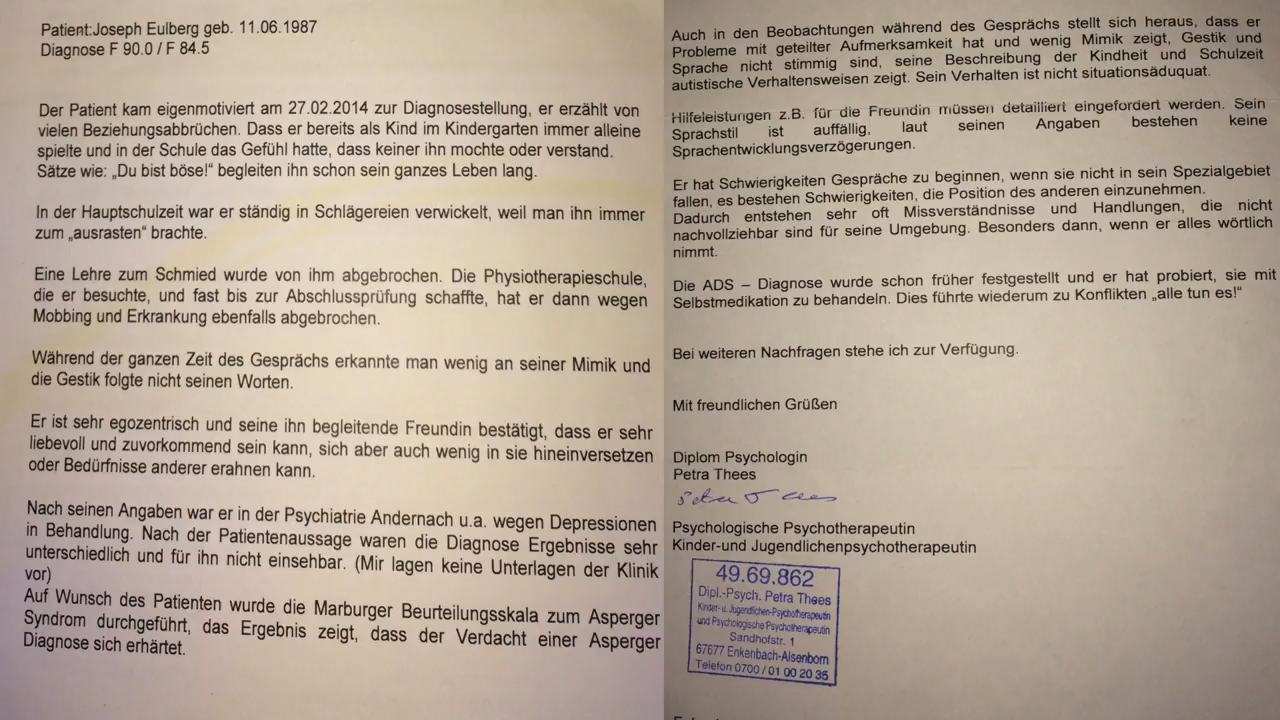 Patient:Joseph Eulberg geb. 11.06.1987
Diagnose F 90.0 / F 84.5
Der Patient kam eigenmotiviert am 27.02.2014 zur Diagnosestellung, er erzählt von
vielen Beziehungsabbrüchen. Dass er bereits als Kind im Kindergarten immer alleine
spielte und in der Schule das Gefühl hatte, dass keiner ihn mochte oder verstand.
Sätze wie: „Du bist böse!“ begleiten ihn schon sein ganzes Leben lang.
In der Hauptschulzeit war er ständig in Schlägereien verwickelt, weil man ihn immer
zum „ausrasten“ brachte.
Eine Lehre zum Schmied wurde von ihm abgebrochen. Die Physiotherapieschule,
die er besuchte, und fast bis zur Abschlussprüfung schaffte, hat er dann wegen
Mobbing und Erkrankung ebenfalls abgebrochen.
Während der ganzen Zeit des Gesprächs erkannte man wenig an seiner Mimik und
die Gestik folgte nicht seinen Worten.
Er ist sehr egozentrisch und seine ihn begleitende Freundin bestätigt, dass er sehr
liebevoll und zuvorkommend sein kann, sich aber auch wenig in sie hineinversetzen
oder Bedürfnisse anderer erahnen kann.
Nach seinen Angaben war er in der Psychiatrie Andernach u.a. wegen Depressionen
in Behandlung. Nach der Patientenaussage waren die Diagnose Ergebnisse sehr
unterschiedlich und für ihn nicht einsehbar. (Mir lagen keine Unterlagen der Klinik
vor)
Auf Wunsch des Patienten wurde die Marburger Beurteilungsskala zum Asperger
Syndrom durchgeführt, das Ergebnis zeigt, dass der Verdacht einer Asperger
Diagnose sich erhärtet.
Auch in den Beobachtungen während des Gesprächs stellt sich heraus, dass er
Probleme mit geteilter Aufmerksamkeit hat und wenig Mimik zeigt, Gestik und
Sprache nicht stimmig sind, seine Beschreibung der Kindheit und Schulzeit
autistische Verhaltensweisen zeigt. Sein Verhalten ist nicht situationsäduquat.
Hilfeleistungen z.B. für die Freundin müssen detailliert eingefordert werden. Sein
Sprachstil ist auffällig, laut seinen Angaben bestehen keine
Sprachentwicklungsverzögerungen.
Er hat Schwierigkeiten Gespräche zu beginnen, wenn sie nicht in sein Spezialgebiet
fallen, es bestehen Schwierigkeiten, die Position des anderen einzunehmen.
Dadurch entstehen sehr oft Missverständnisse und Handlungen, die nicht
nachvollziehbar sind für seine Umgebung. Besonders dann, wenn er alles wörtlich
nimmt.
Die ADS – Diagnose wurde schon früher festgestellt und er hat probiert, sie mit
Selbstmedikation zu behandeln. Dies führte wiederum zu Konflikten „alle tun es!“
Bei weiteren Nachfragen stehe ich zur Verfügung.
Mit freundlichen Grüßen
Diplom Psychologin
Petra Thees
Petra Thees
Psychologische Psychotherapeutin
Kinder-und Jugendlichenpsychotherapeutin
49.69.862
Dipl.-Psych. Petra Thees
Kinder- u. Jugendlichen-Psychotherapeutin
und Psychologische Psychotherapeutin
Sandhofstr. 1
67677 Enkenbach-Alsenborn
Telefon 0700 / 01 00 20 35